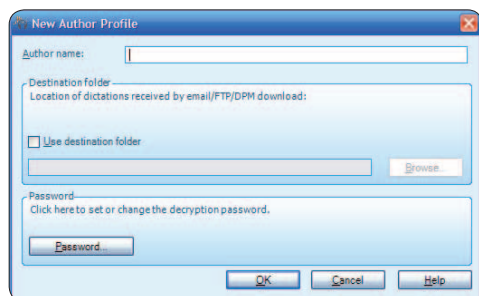 New Author Profile
Author name:
Destination folder
Location of dictations received by email/FTP/DPM download:
Use destination folder
Browse...
Password
Click here to set or change the decryption password.
Password...
OK Cancel Help